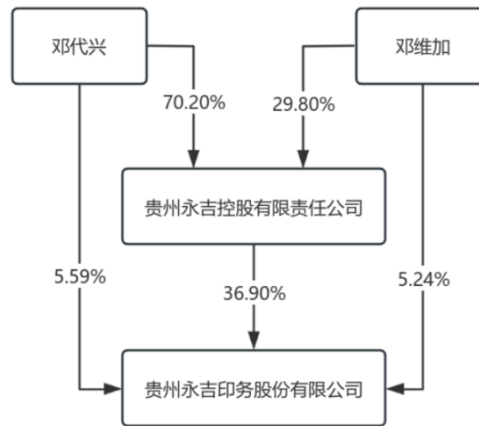 邓代兴
邓维加
70.20%
29.80%
贵州永吉控股有限责任公司
5.59%
36.90%
5.24%
贵州永吉印务股份有限公司